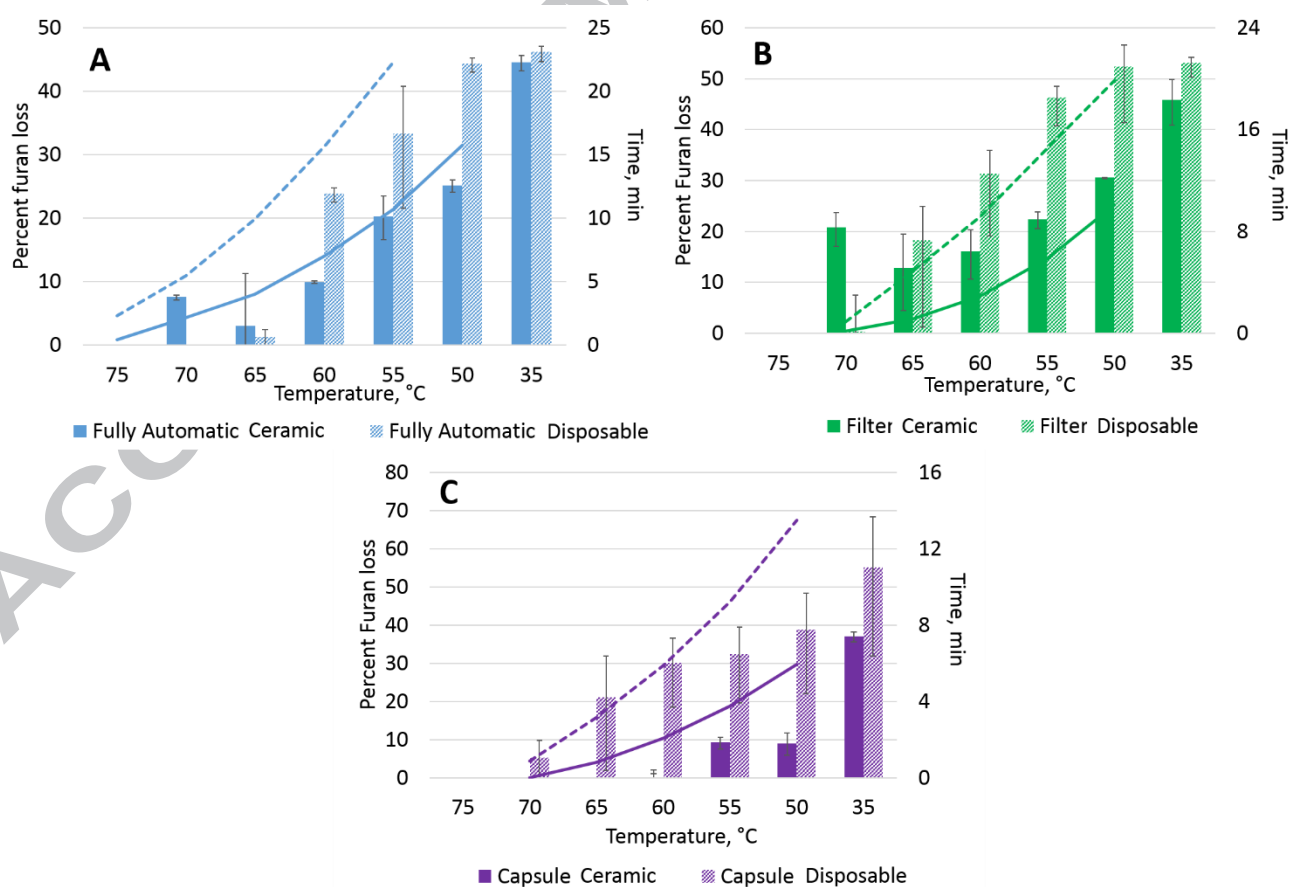 A
Percent furan loss
50
40
30
20
10
0
25
20
15
10
5
0
Time, min
75 70 65 60 55 50 35
Temperature, °C
Fully Automatic Ceramic Fully Automatic Disposable
B
Percent Furan loss
60
50
40
30
20
10
0
24
16
8
0
Time, min
75 70 65 60 55 50 35
Temperature, °C
Filter Ceramic Filter Disposable
C
Percent Furan loss
80
70
60
50
40
30
20
10
0
16
12
8
4
0
Time, min
75 70 65 60 55 50 35
Temperature, °C
Capsule Ceramic Capsule Disposable